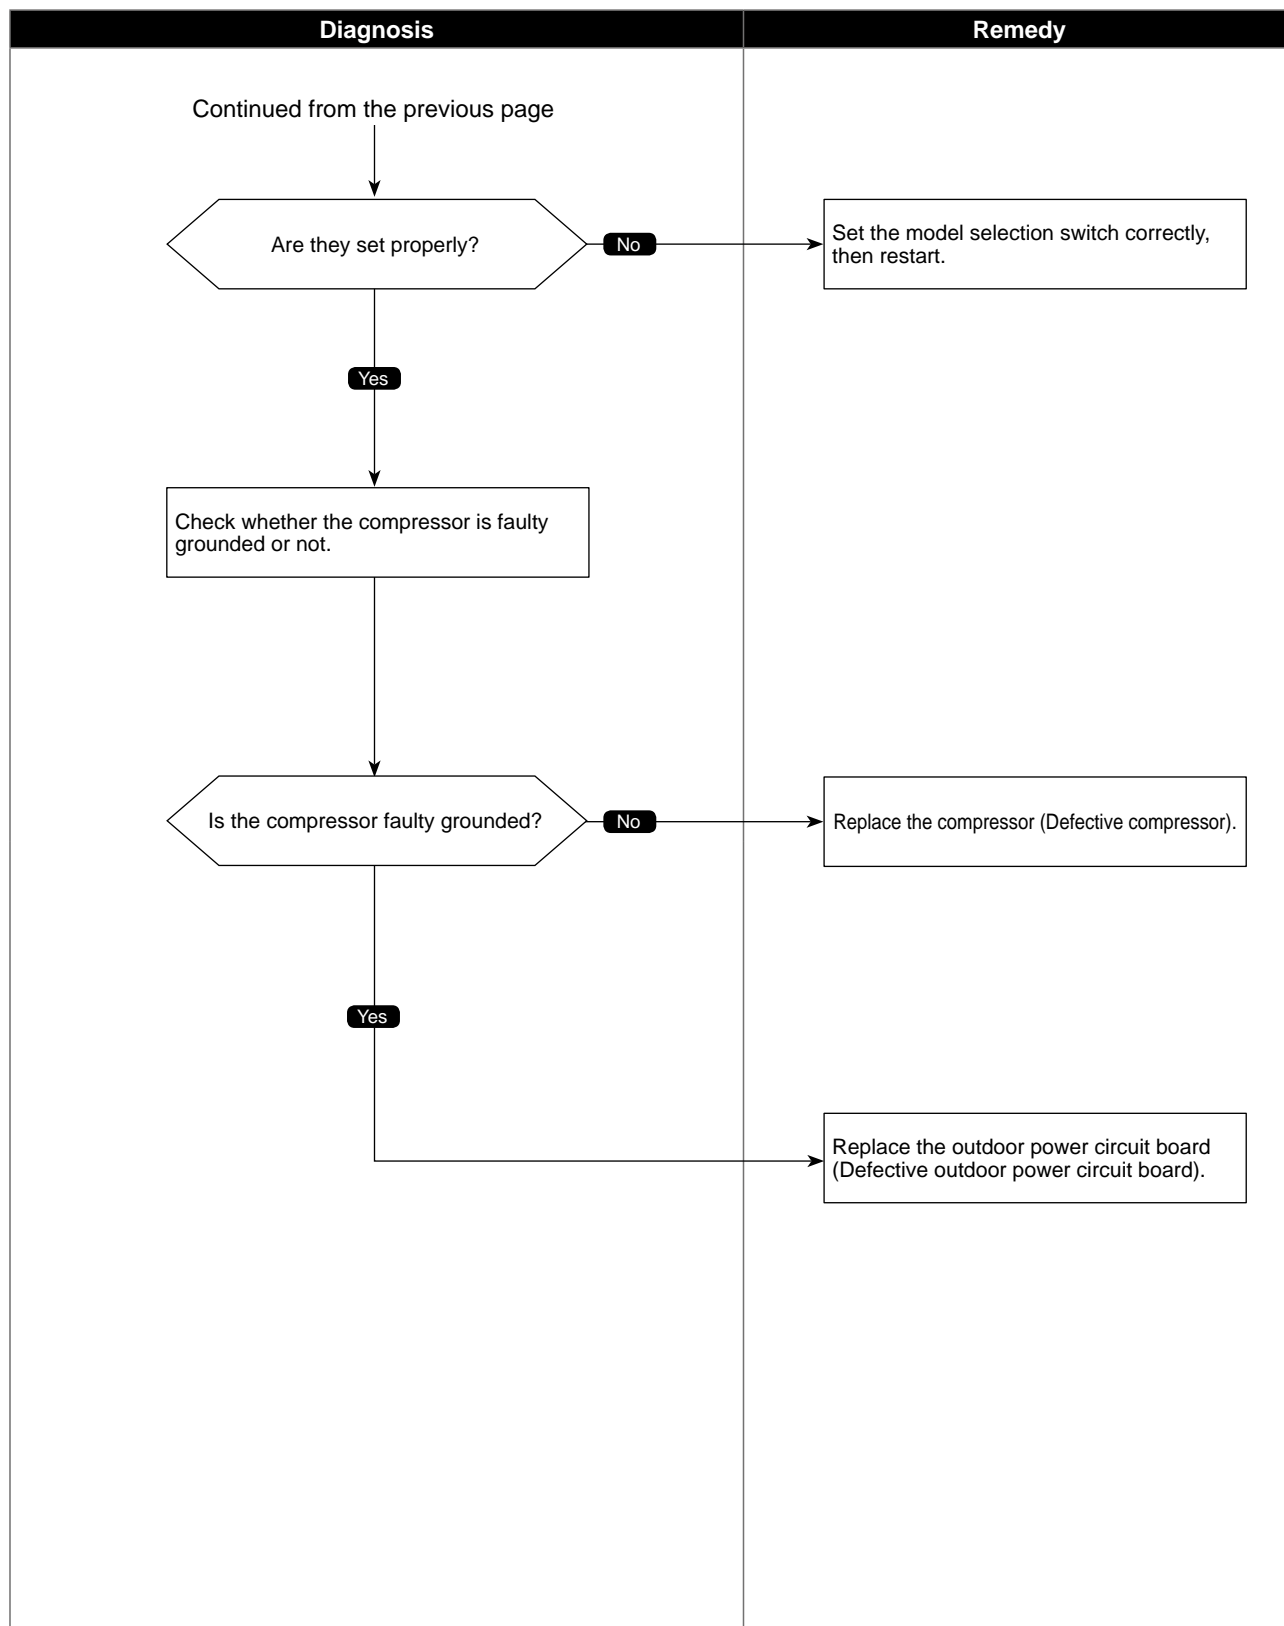 Diagnosis
Remedy
Continued from the previous page
Are they set properly?
No
Set the model selection switch correctly,
then restart.
Yes
Check whether the compressor is faulty
grounded or not.
Is the compressor faulty grounded?
No
Replace the compressor (Defective compressor).
Yes
Replace the outdoor power circuit board
(Defective outdoor power circuit board).